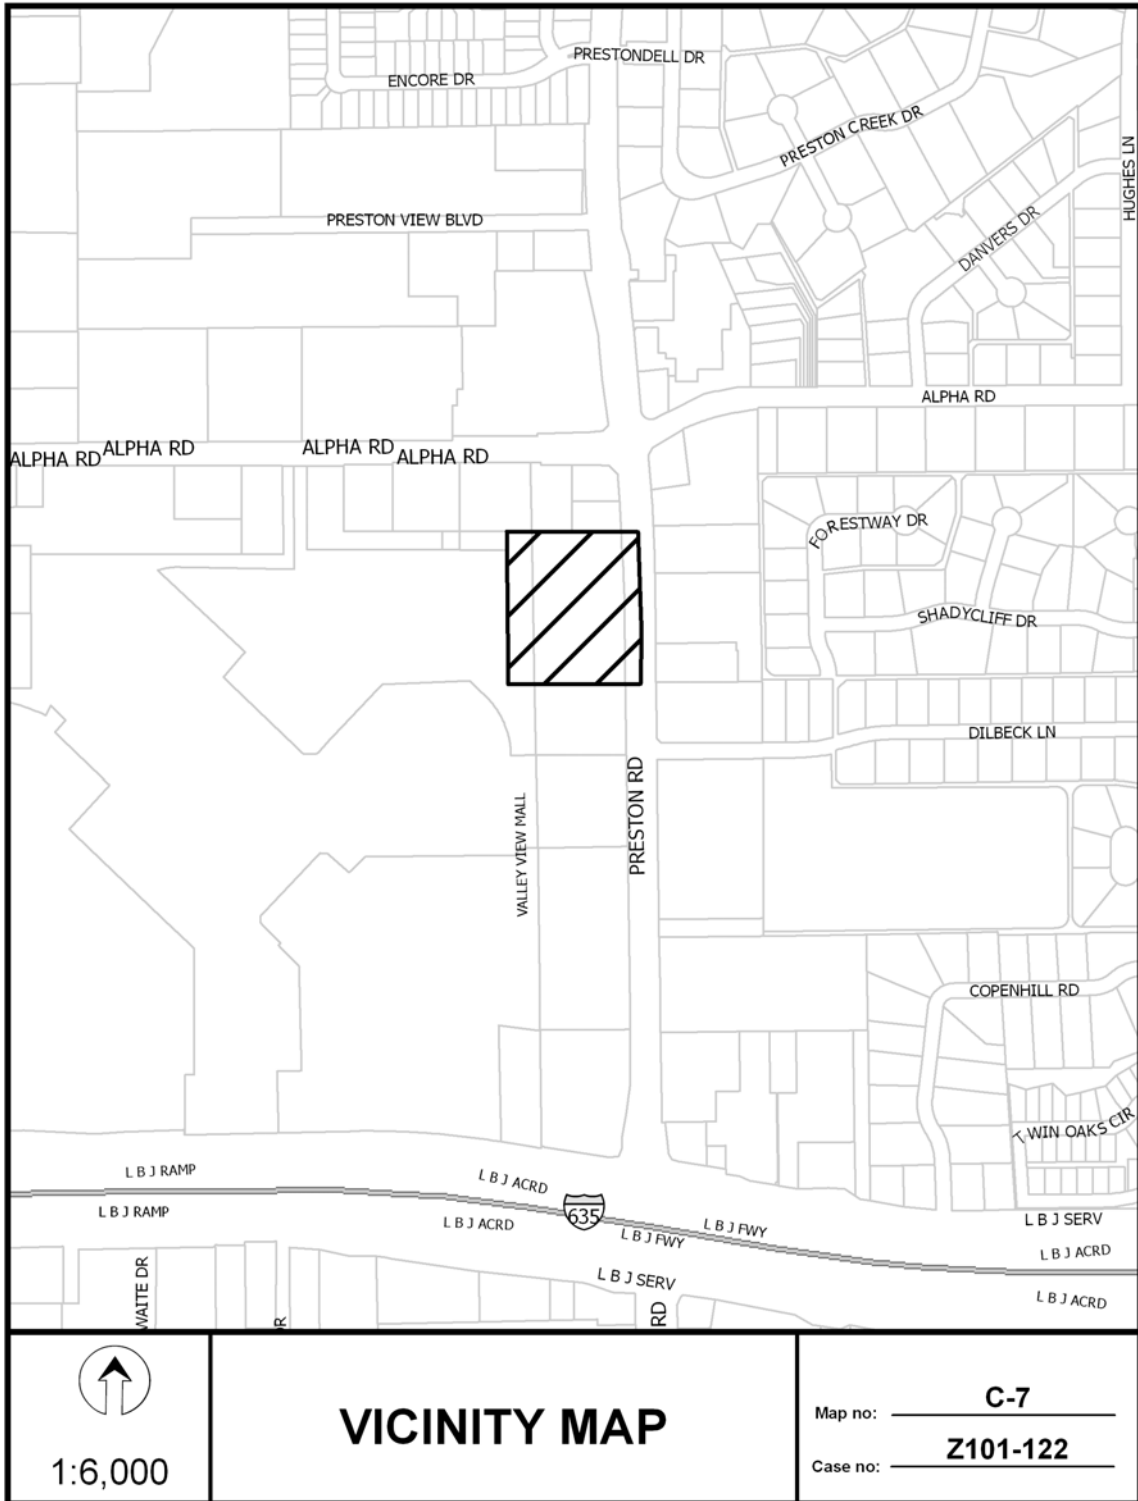 PRESTONDELL DR
ENCORE DR
PRESTON CREEK DR
HUGHES LN
PRESTON VIEW BLVD
DANVERS DR
ALPHA RD
ALPHA RD
ALPHA RD
ALPHA RD
ALPHA RD
FORESTWAY DR
SHADYCLIFF DR
DILBECK LN
PRESTON RD
VALLEY VIEW MALL
COPENHILL RD
TWIN OAKS CIR
L B J RAMP
L B J ACRD
L B J RAMP
L B J ACRD
635
L B J FWY
L B J FWY
L B J SERV
L B J ACRD
L B J SERV
L B J ACRD
WAITE DR
DR
RD
1:6,000
VICINITY MAP
Map no: C-7
Case no: Z101-122